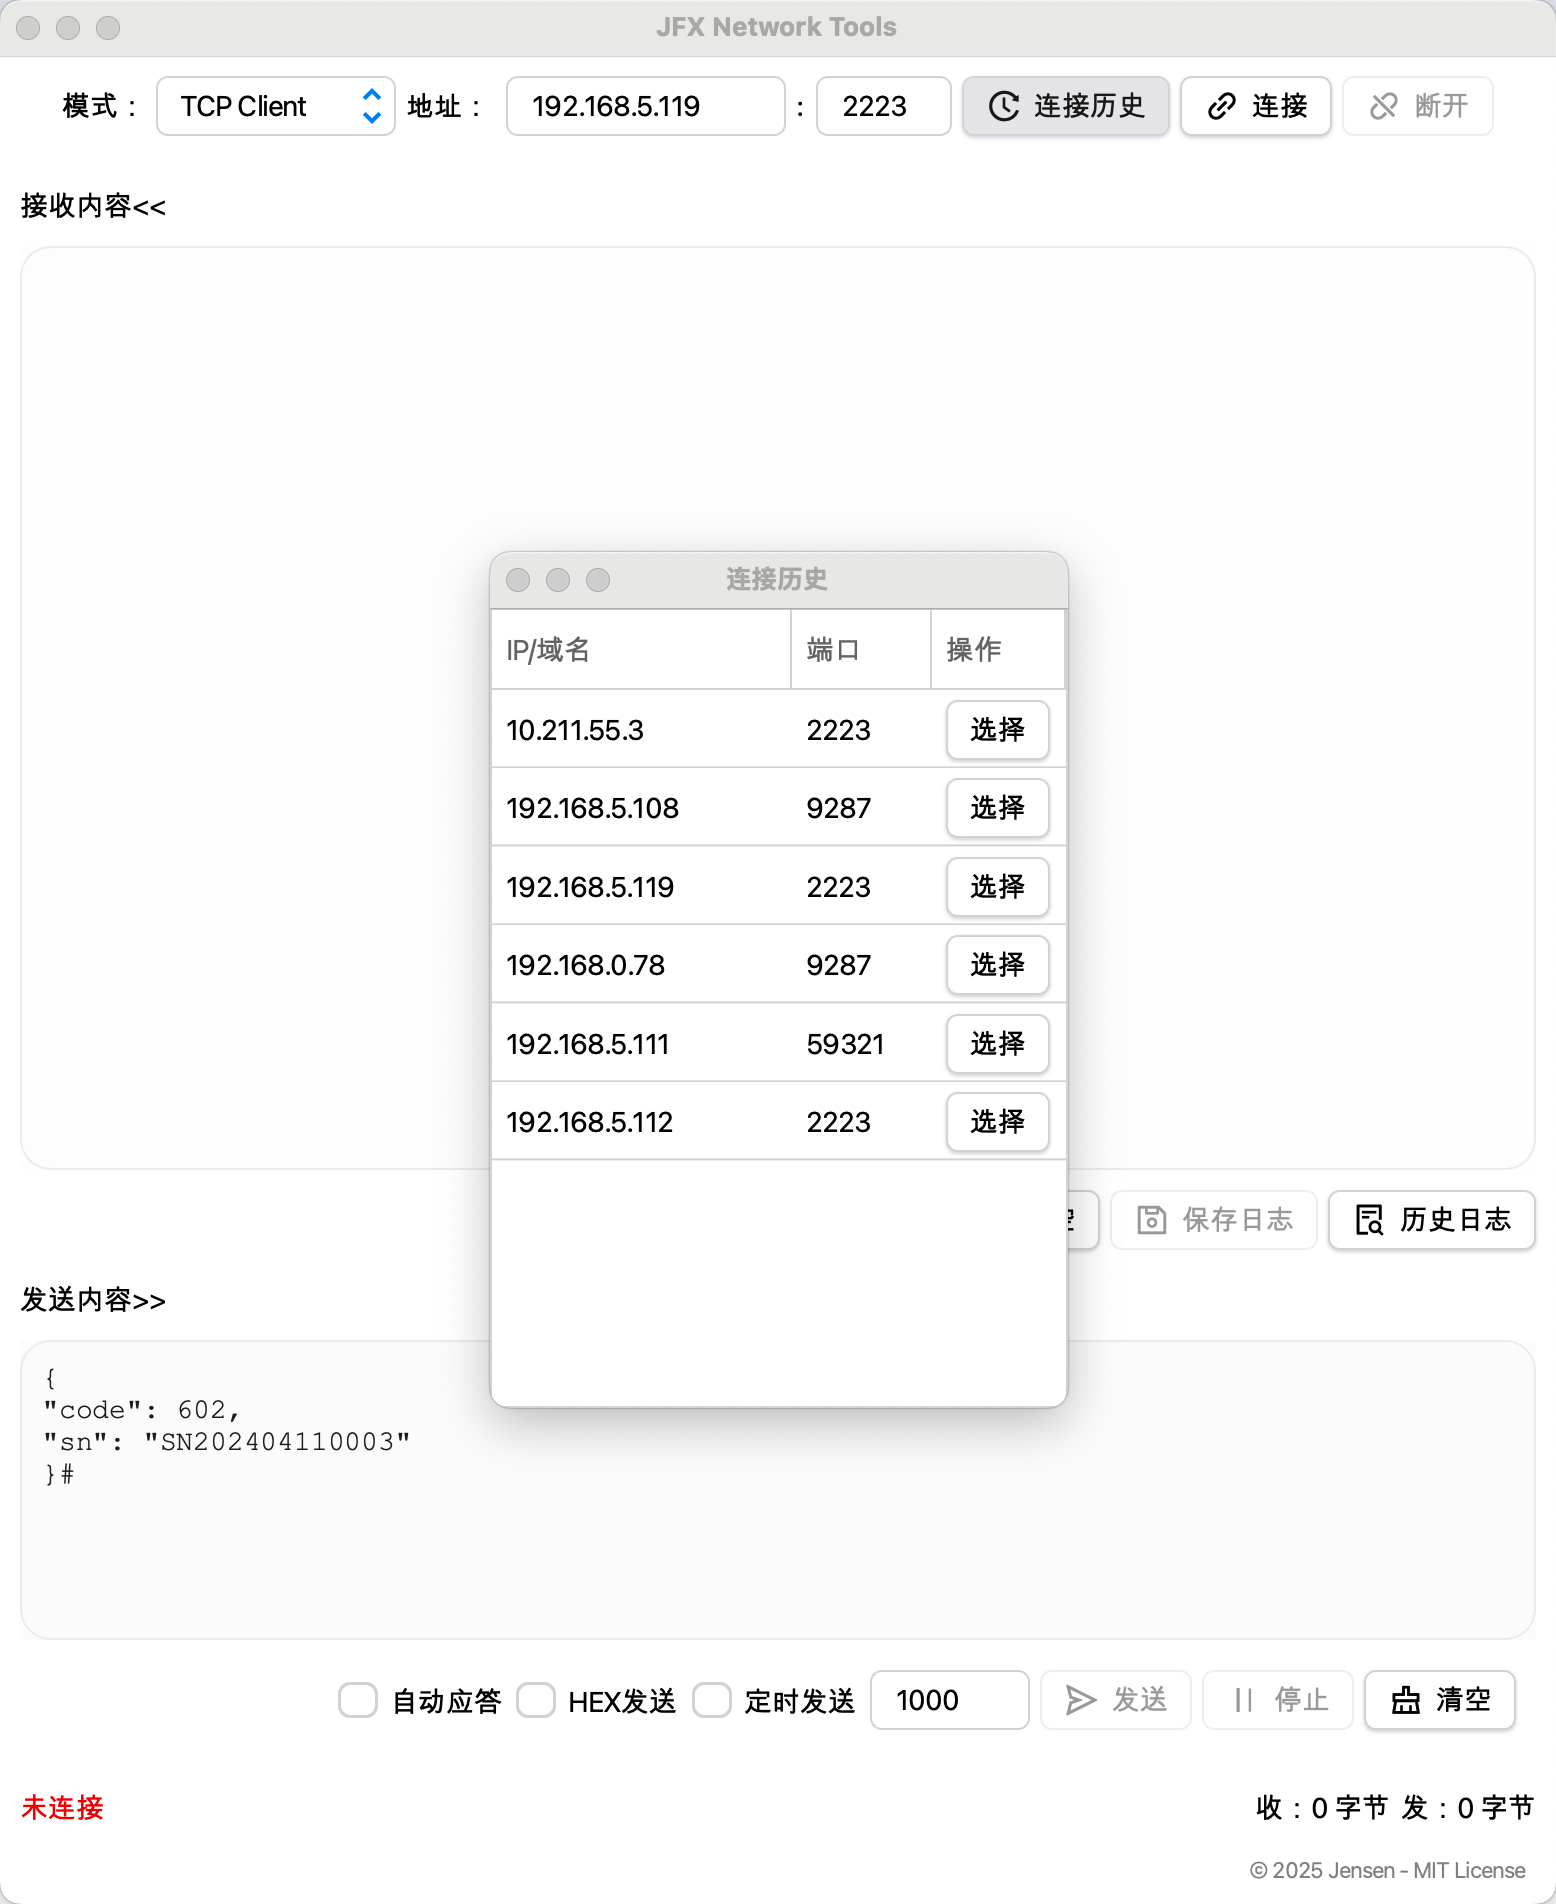 JFX Network Tools
模式： TCP Client 地址： 192.168.5.119 : 2223 连接历史 连接 断开
接收内容<<
连接历史
IP/域名 端口 操作
10.211.55.3 2223 选择
192.168.5.108 9287 选择
192.168.5.119 2223 选择
192.168.0.78 9287 选择
192.168.5.111 59321 选择
192.168.5.112 2223 选择
保存日志 历史日志
发送内容>>
{
"code": 602,
"sn": "SN202404110003"
}#
自动应答 HEX发送 定时发送 1000 发送 停止 清空
未连接 收：0 字节 发：0 字节
© 2025 Jensen - MIT License